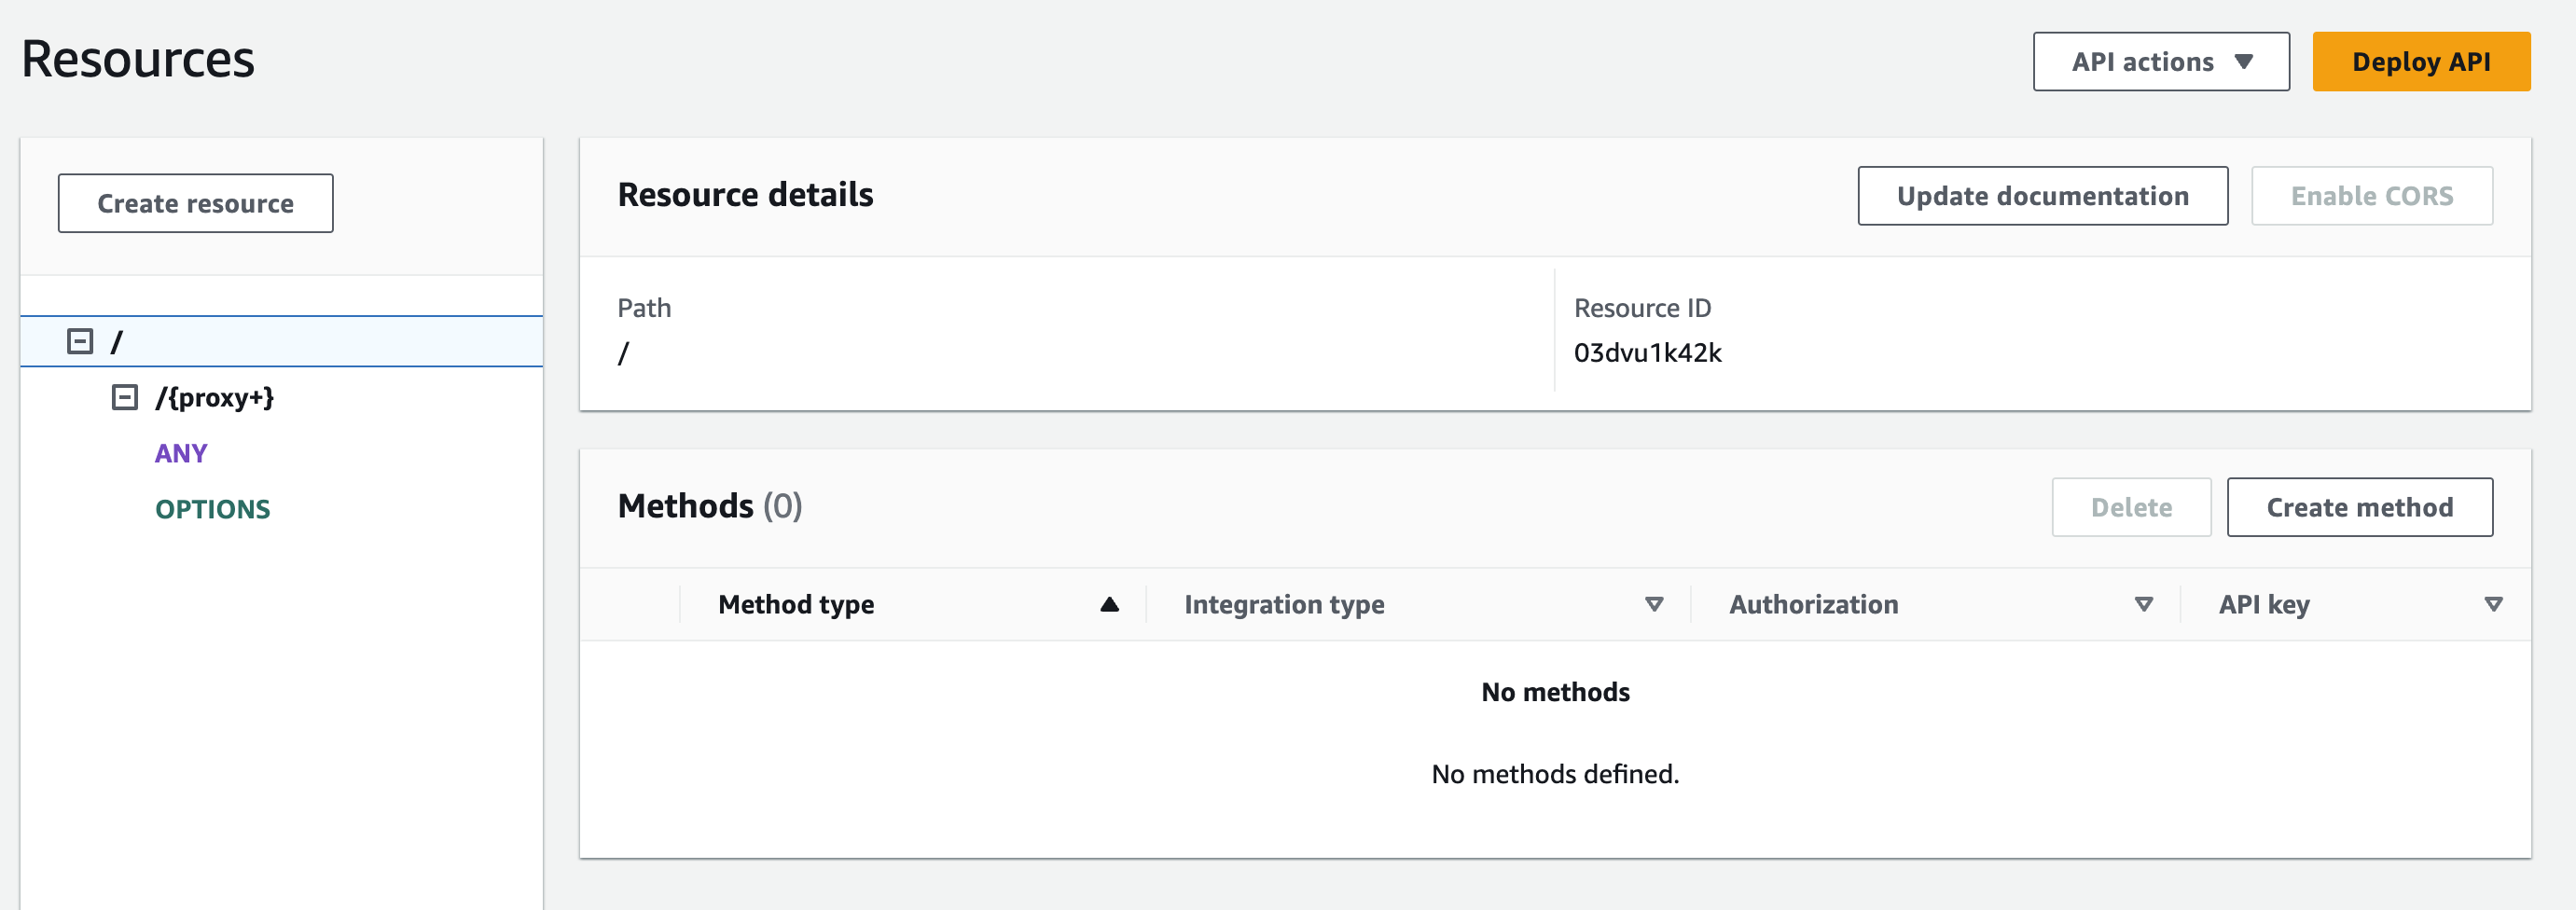 Resources
API actions
Deploy API
Create resource
/
/{proxy+}
ANY
OPTIONS
Resource details
Update documentation
Enable CORS
Path
/
Resource ID
03dvu1k42k
Methods (0)
Delete
Create method
Method type
Integration type
Authorization
API key
No methods
No methods defined.